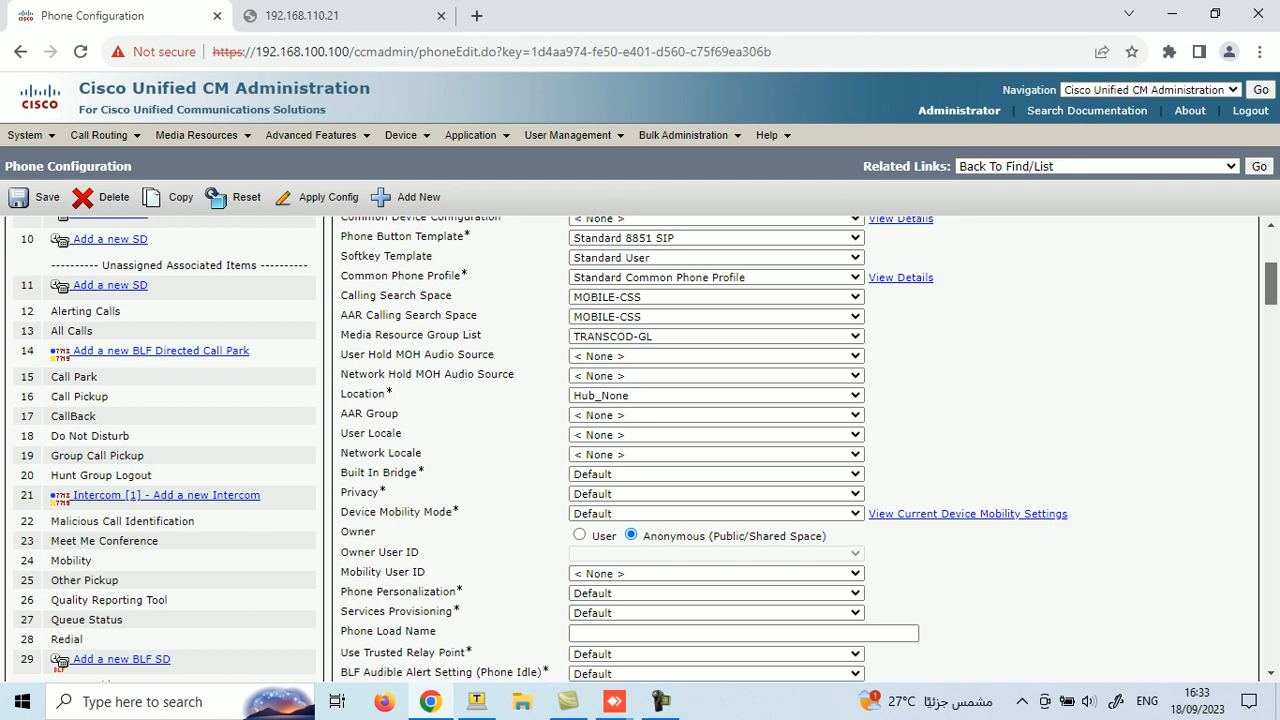 Phone Configuration
192.168.110.21
Not secure
https://192.168.100.100/ccmadmin/phoneEdit.do?key=1d4aa974-fe50-e401-d560-c75f69ea306b
CISCO
Cisco Unified CM Administration
For Cisco Unified Communications Solutions
Navigation Cisco Unified CM Administration Go
Administrator | Search Documentation | About | Logout
System Call Routing Media Resources Advanced Features Device Application User Management Bulk Administration Help
Phone Configuration
Related Links: Back To Find/List Go
Save Delete Copy Reset Apply Config Add New
10 Add a new SD
---------- Unassigned Associated Items ----------
11 Add a new SD
12 Alerting Calls
13 All Calls
14 Add a new BLF Directed Call Park
15 Call Park
16 Call Pickup
17 CallBack
18 Do Not Disturb
19 Group Call Pickup
20 Hunt Group Logout
21 Intercom [1] - Add a new Intercom
22 Malicious Call Identification
23 Meet Me Conference
24 Mobility
25 Other Pickup
26 Quality Reporting Tool
27 Queue Status
28 Redial
29 Add a new BLF SD
Common Device Configuration < None > View Details
Phone Button Template* Standard 8851 SIP
Softkey Template Standard User
Common Phone Profile* Standard Common Phone Profile View Details
Calling Search Space MOBILE-CSS
AAR Calling Search Space MOBILE-CSS
Media Resource Group List TRANSCOD-GL
User Hold MOH Audio Source < None >
Network Hold MOH Audio Source < None >
Location* Hub_None
AAR Group < None >
User Locale < None >
Network Locale < None >
Built In Bridge* Default
Privacy* Default
Device Mobility Mode* Default View Current Device Mobility Settings
Owner User Anonymous (Public/Shared Space)
Owner User ID
Mobility User ID < None >
Phone Personalization* Default
Services Provisioning* Default
Phone Load Name
Use Trusted Relay Point* Default
BLF Audible Alert Setting (Phone Idle)* Default
Type here to search
1
27°C مشمس جزئيًا
ENG
16:33
18/09/2023